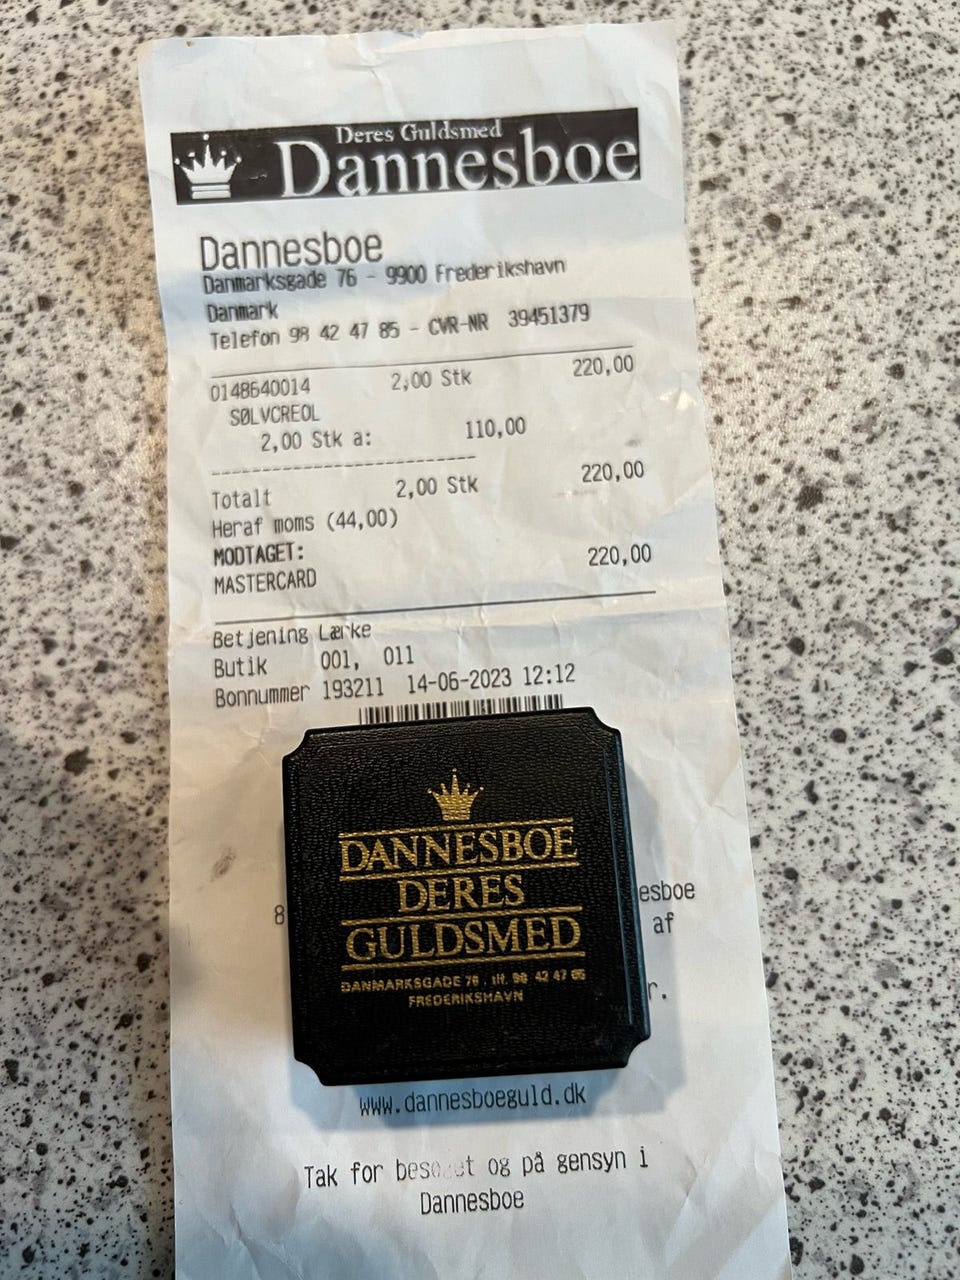 Deres Guldsmed
Dannesboe
Dannesboe
Danmarksgade 76 - 9900 Frederikshavn
Danmark
Telefon 98 42 47 85 - CVR-NR 39451379
0148640014 2,00 Stk 220,00
SØLVCREOL
2,00 Stk a: 110,00
Totalt 2,00 Stk 220,00
Heraf moms (44,00)
MODTAGET:
MASTERCARD 220,00
Betjening Lærke
Butik 001, 011
Bonnummer 193211 14-06-2023 12:12
DANNESBOE
DERES
GULDSMED
DANMARKSGADE 76 . tlf. 98 42 47 85
FREDERIKSHAVN
8 esboe
af
r.
www.dannesboeguld.dk
Tak for og på gensyn i
Dannesboe